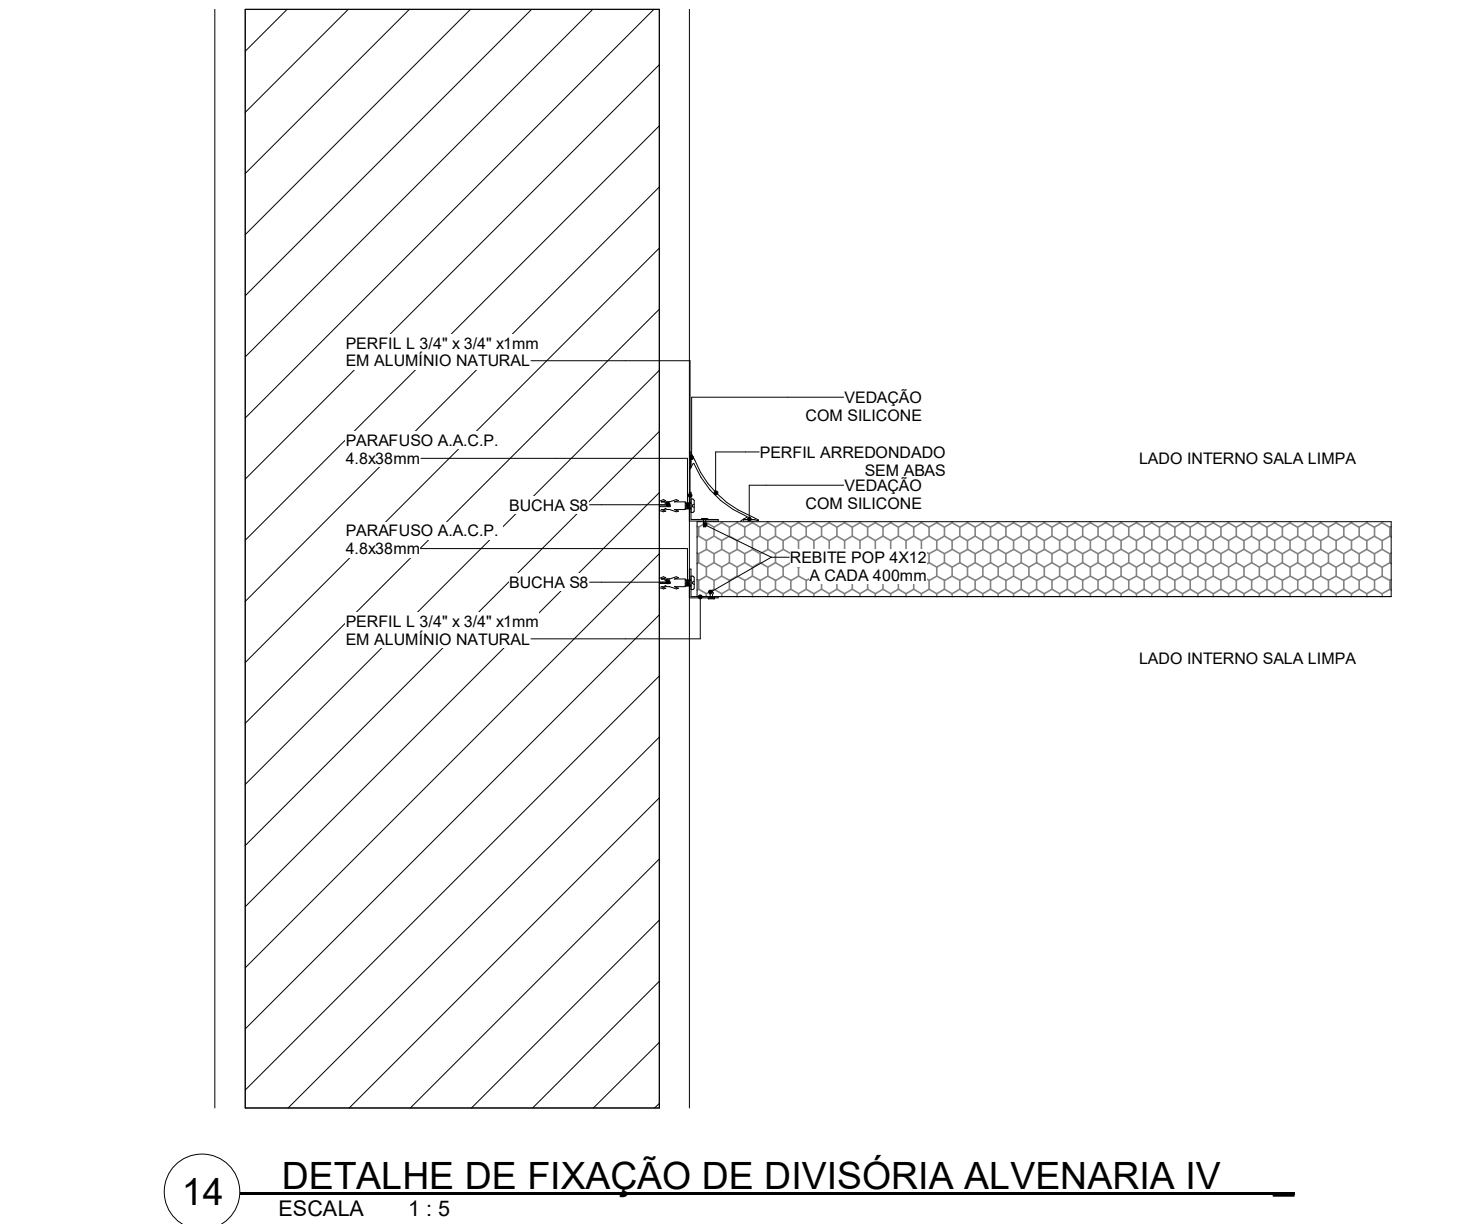 PERFIL L 3/4" x 3/4" x1mm
EM ALUMÍNIO NATURAL
VEDAÇÃO
COM SILICONE
PARAFUSO A.A.C.P.
4.8x38mm
PERFIL ARREDONDADO
SEM ABAS
LADO INTERNO SALA LIMPA
VEDAÇÃO
COM SILICONE
BUCHA S8
PARAFUSO A.A.C.P.
4.8x38mm
REBITE POP 4X12
A CADA 400mm
BUCHA S8
PERFIL L 3/4" x 3/4" x1mm
EM ALUMÍNIO NATURAL
LADO INTERNO SALA LIMPA
14
DETALHE DE FIXAÇÃO DE DIVISÓRIA ALVENARIA IV
ESCALA 1 : 5